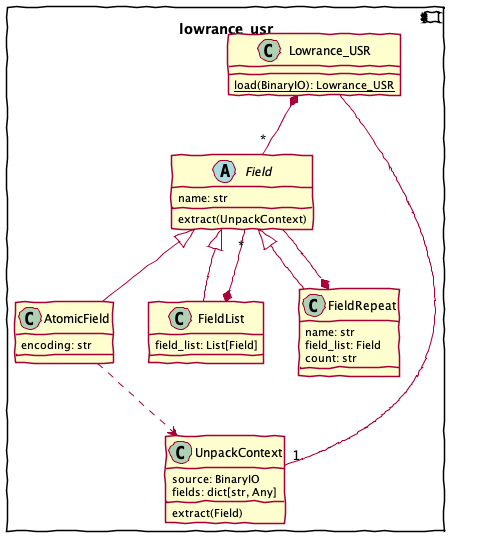 lowrance_usr
C Lowrance_USR
load(BinaryIO): Lowrance_USR
*
A Field
name: str
extract(UnpackContext)
*
C AtomicField
encoding: str
C FieldList
field_list: List[Field]
C FieldRepeat
name: str
field_list: Field
count: str
C UnpackContext
source: BinaryIO
fields: dict[str, Any]
extract(Field)
1